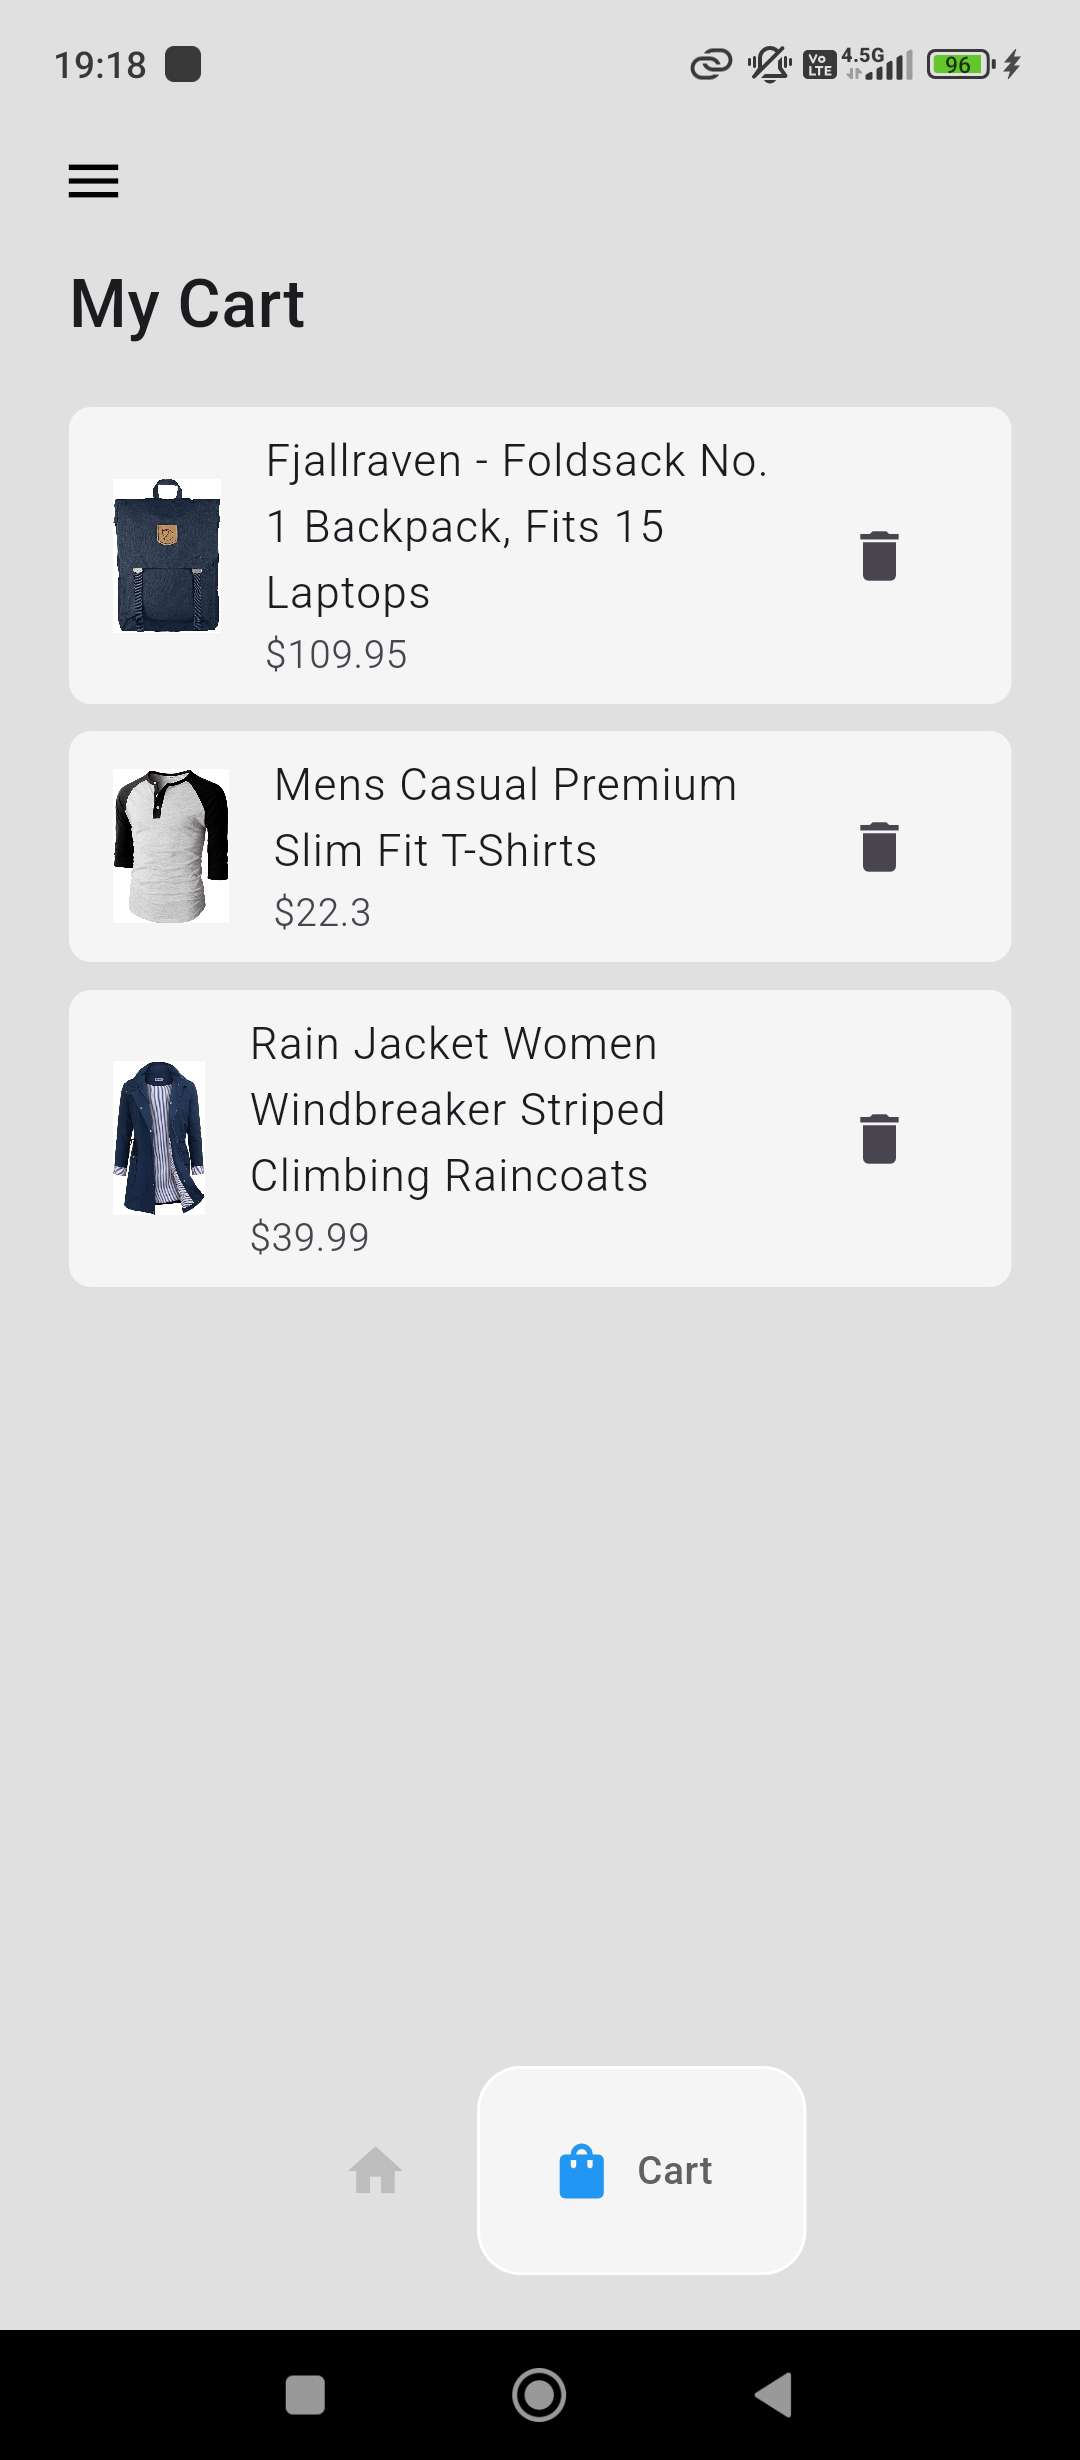 19:18
Vo LTE 4.5G 96
My Cart
Fjallraven - Foldsack No.
1 Backpack, Fits 15
Laptops
$109.95
Mens Casual Premium
Slim Fit T-Shirts
$22.3
Rain Jacket Women
Windbreaker Striped
Climbing Raincoats
$39.99
Cart